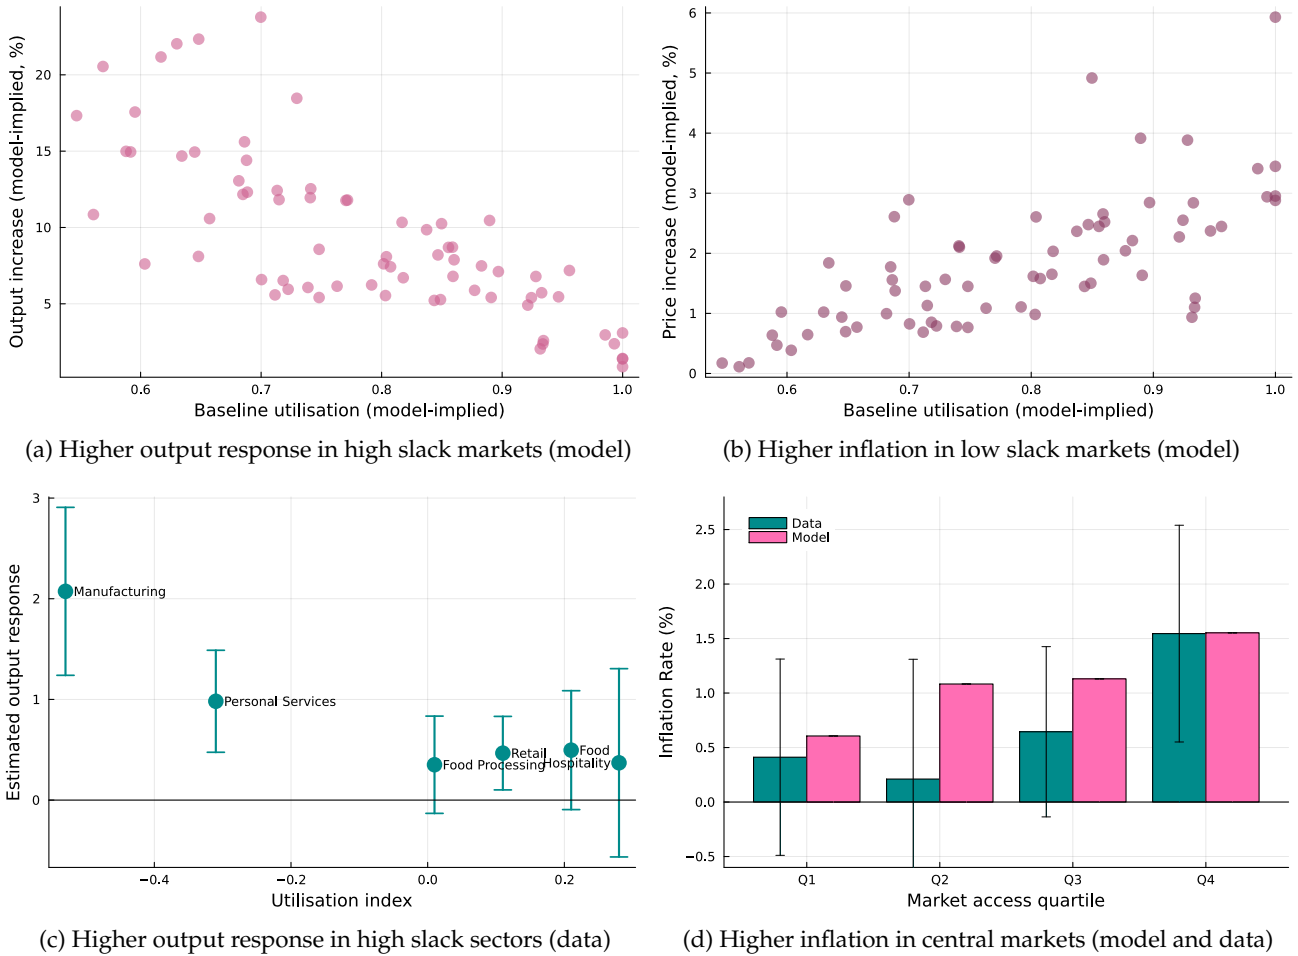 Output increase (model-implied, %)
20
15
10
5
0.6 0.7 0.8 0.9 1.0
Baseline utilisation (model-implied)
(a) Higher output response in high slack markets (model)
Price increase (model-implied, %)
6
5
4
3
2
1
0
0.6 0.7 0.8 0.9 1.0
Baseline utilisation (model-implied)
(b) Higher inflation in low slack markets (model)
Estimated output response
3
2
1
0
Manufacturing
Personal Services
Food Processing
Retail
Food
Hospitality
−0.4 −0.2 0.0 0.2
Utilisation index
(c) Higher output response in high slack sectors (data)
Inflation Rate (%)
2.5
2.0
1.5
1.0
0.5
0.0
−0.5
Data
Model
Q1 Q2 Q3 Q4
Market access quartile
(d) Higher inflation in central markets (model and data)